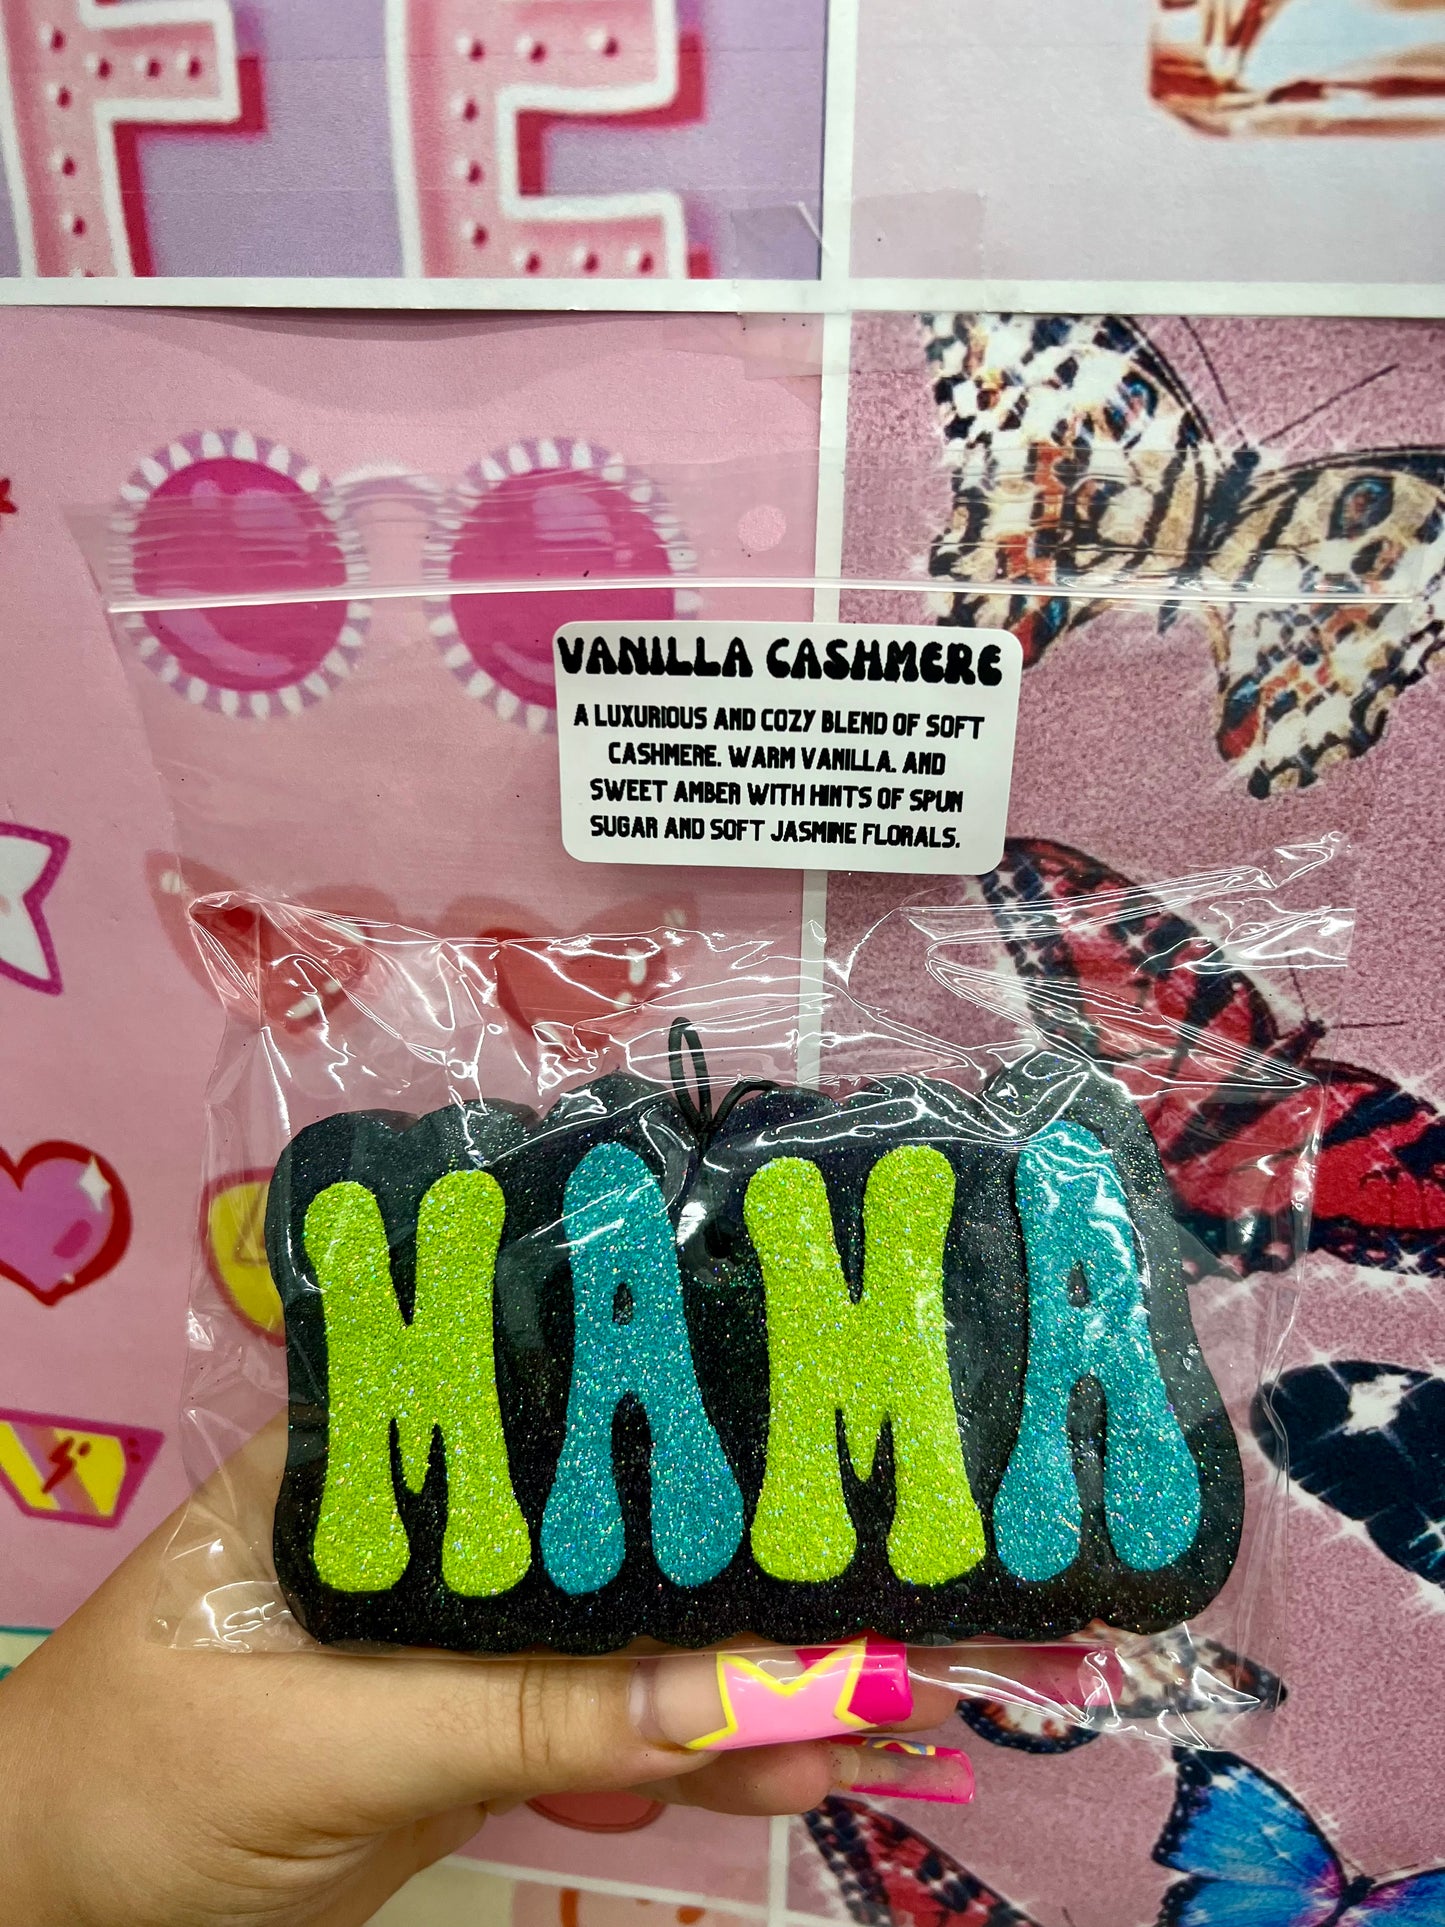 VANILLA CASHMERE
A LUXURIOUS AND COZY BLEND OF SOFT
CASHMERE. WARM VANILLA. AND
SWEET AMBER WITH HINTS OF SPUN
SUGAR AND SOFT JASMINE FLORALS.
MAMA